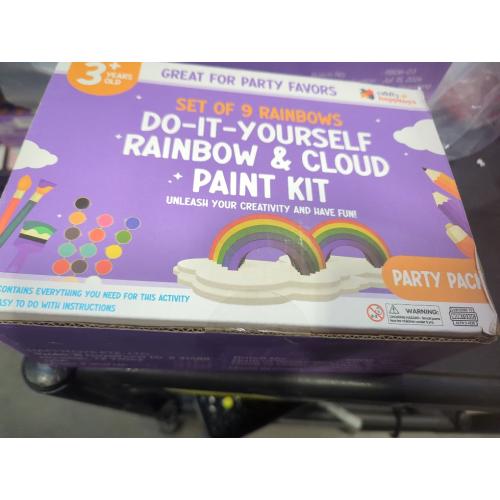 3+
YEARS
OLD
GREAT FOR PARTY FAVORS
SET OF 9 RAINBOWS
DO-IT-YOURSELF
RAINBOW & CLOUD
PAINT KIT
UNLEASH YOUR CREATIVITY AND HAVE FUN!
PARTY PACK
CONTAINS EVERYTHING YOU NEED FOR THIS ACTIVITY
EASY TO DO WITH INSTRUCTIONS
WARNING: